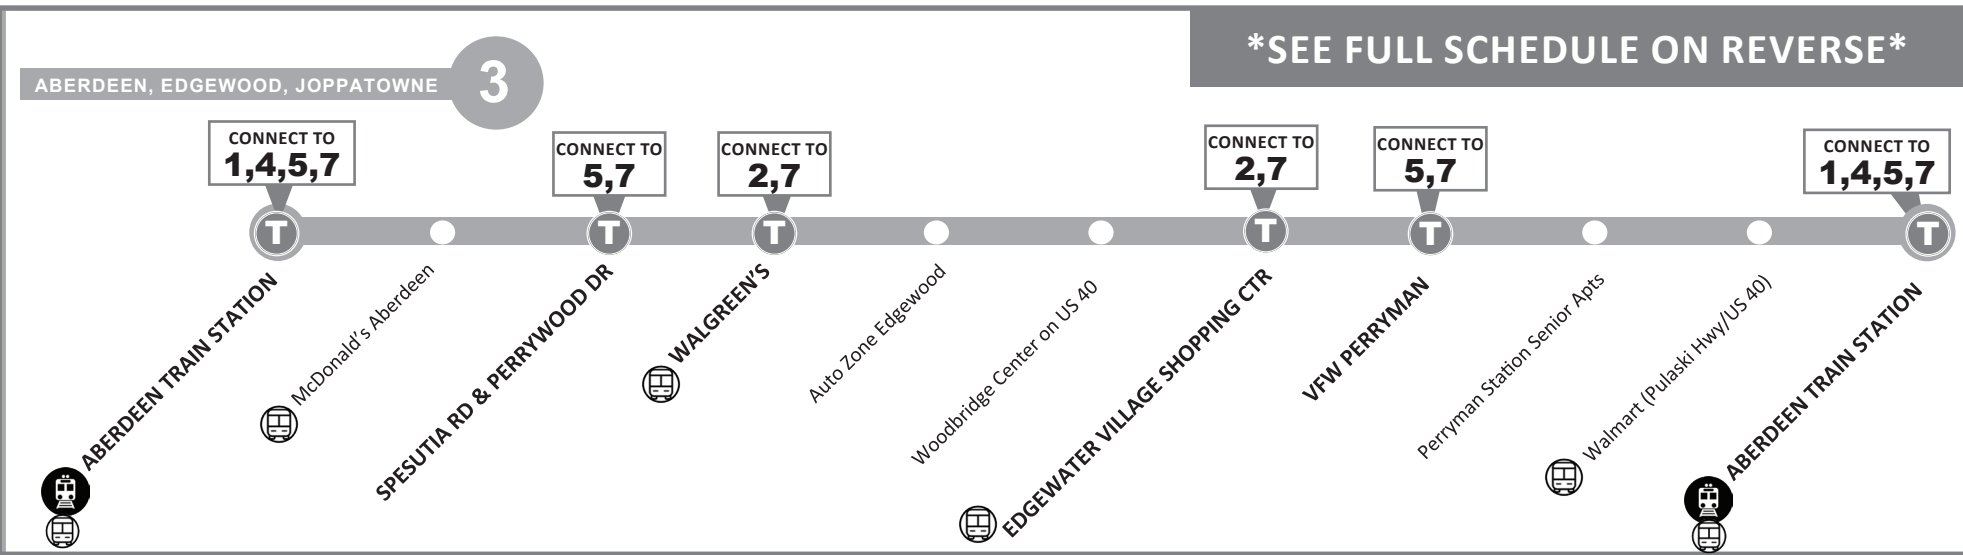 *SEE FULL SCHEDULE ON REVERSE*
ABERDEEN, EDGEWOOD, JOPPATOWNE
3
CONNECT TO
1,4,5,7
CONNECT TO
5,7
CONNECT TO
2,7
CONNECT TO
2,7
CONNECT TO
5,7
CONNECT TO
1,4,5,7
T
T
T
T
T
T
ABERDEEN TRAIN STATION
McDonald's Aberdeen
SPESUTIA RD & PERRYWOOD DR
WALGREEN'S
Auto Zone Edgewood
Woodbridge Center on US 40
EDGEWATER VILLAGE SHOPPING CTR
VFW PERRYMAN
Perryman Station Senior Apts
Walmart (Pulaski Hwy/US 40)
ABERDEEN TRAIN STATION